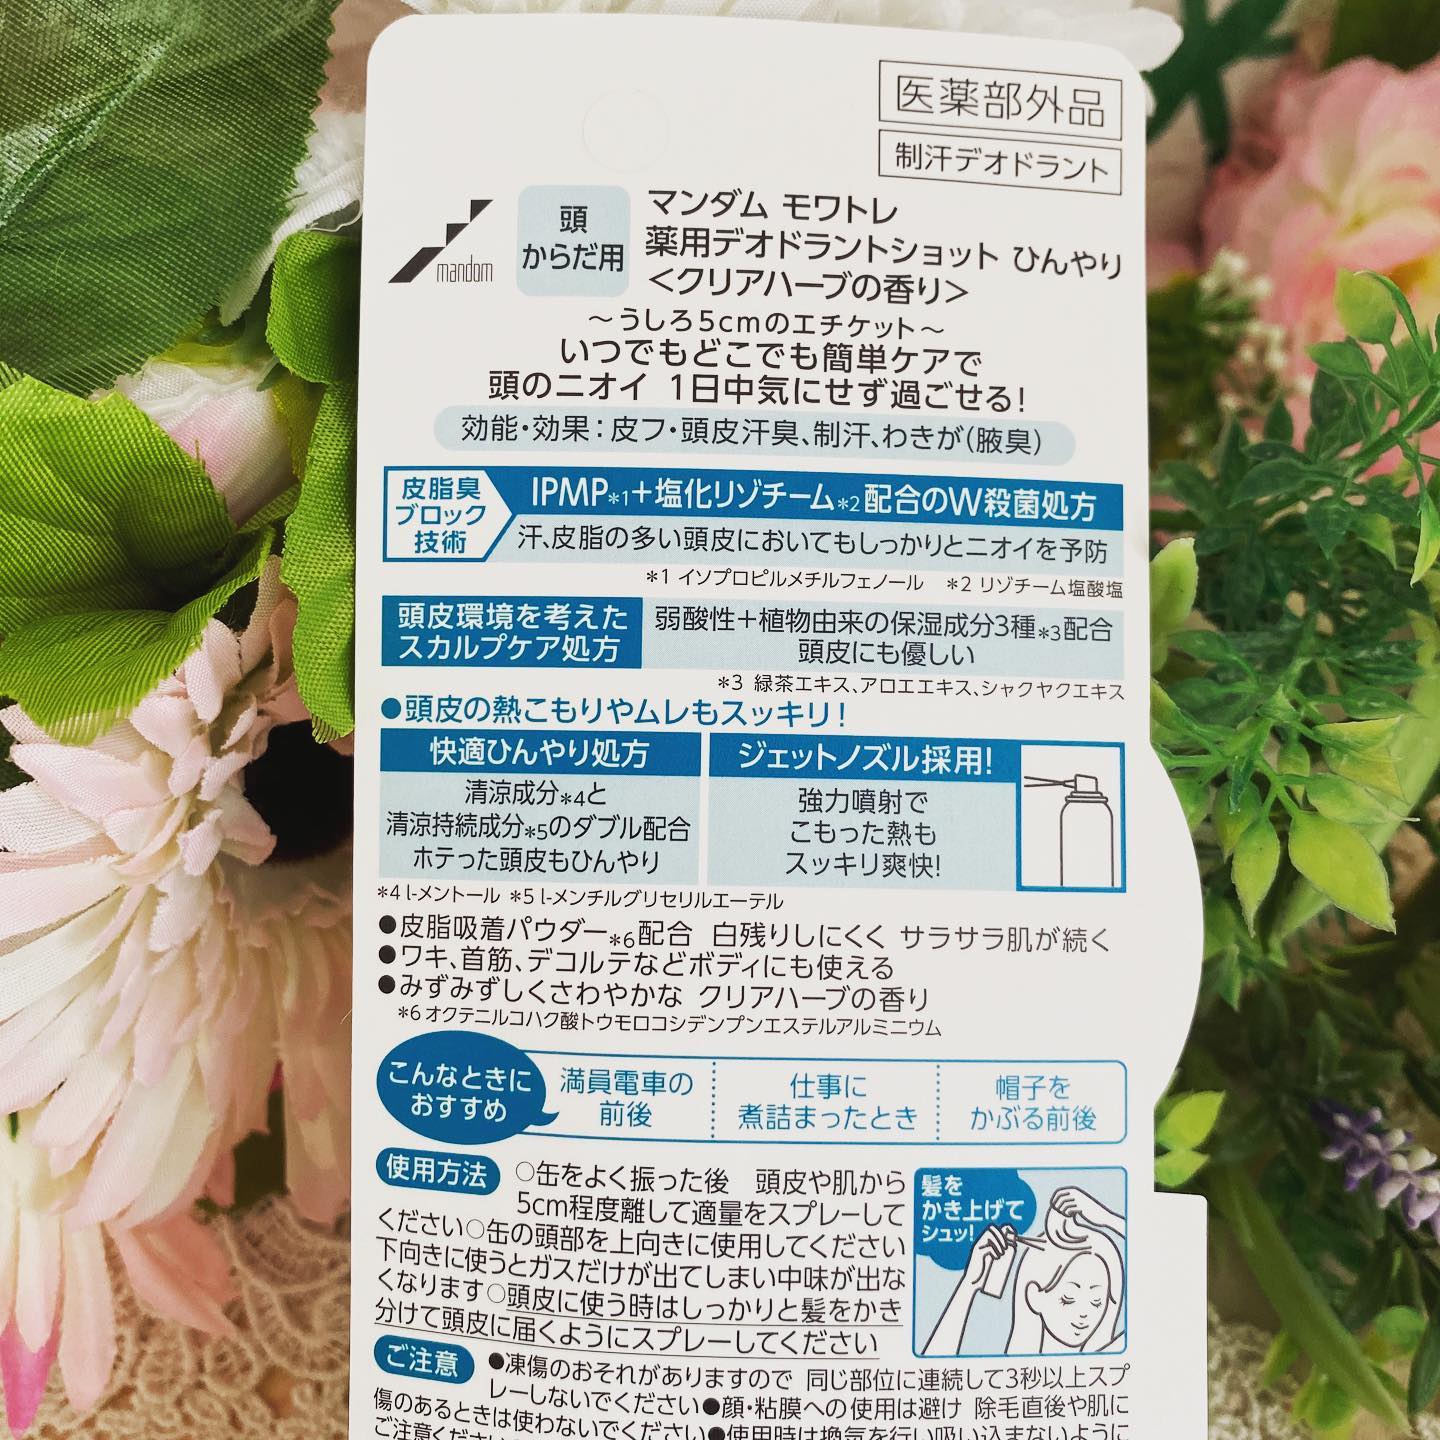 医薬部外品
制汗デオドラント
mandom
頭
からだ用
マンダム モワトレ
薬用デオドラントショット ひんやり
<クリアハーブの香り>
～うしろ5cmのエチケット～
いつでもどこでも簡単ケアで
頭のニオイ 1日中気にせず過ごせる!
効能・効果:皮フ・頭皮汗臭、制汗、わきが(腋臭)
皮脂臭
ブロック
技術
IPMP*1+塩化リゾチーム*2配合のW殺菌処方
汗、皮脂の多い頭皮においてもしっかりとニオイを予防
*1 イソプロピルメチルフェノール *2 リゾチーム塩酸塩
頭皮環境を考えた
スカルプケア処方
弱酸性+植物由来の保湿成分3種*3配合
頭皮にも優しい
*3 緑茶エキス、アロエエキス、シャクヤクエキス
●頭皮の熱こもりやムレもスッキリ!
快適ひんやり処方
清涼成分*4と
清涼持続成分*5のダブル配合
ホテった頭皮もひんやり
ジェットノズル採用!
強力噴射で
こもった熱も
スッキリ爽快!
*4 l-メントール *5 l-メンチルグリセリルエーテル
●皮脂吸着パウダー*6配合 白残りしにくく サラサラ肌が続く
●ワキ、首筋、デコルテなどボディにも使える
●みずみずしくさわやかな クリアハーブの香り
*6 オクテニルコハク酸トウモロコシデンプンエステルアルミニウム
こんなときに
おすすめ
満員電車の
前後
仕事に
煮詰まったとき
帽子を
かぶる前後
使用方法
○缶をよく振った後 頭皮や肌から
5cm程度離して適量をスプレーして
ください○缶の頭部を上向きに使用してください
下向きに使うとガスだけが出てしまい中味が出な
くなります○頭皮に使う時はしっかりと髪をかき
分けて頭皮に届くようにスプレーしてください
髪を
かき上げて
シュッ!
ご注意
●凍傷のおそれがありますので 同じ部位に連続して3秒以上スプ
レーしないでください●顔・粘膜への使用は避け 除毛直後や肌に
傷のあるときは使わないでください●使用時は換気を行い吸い込まないように
ご注意ください